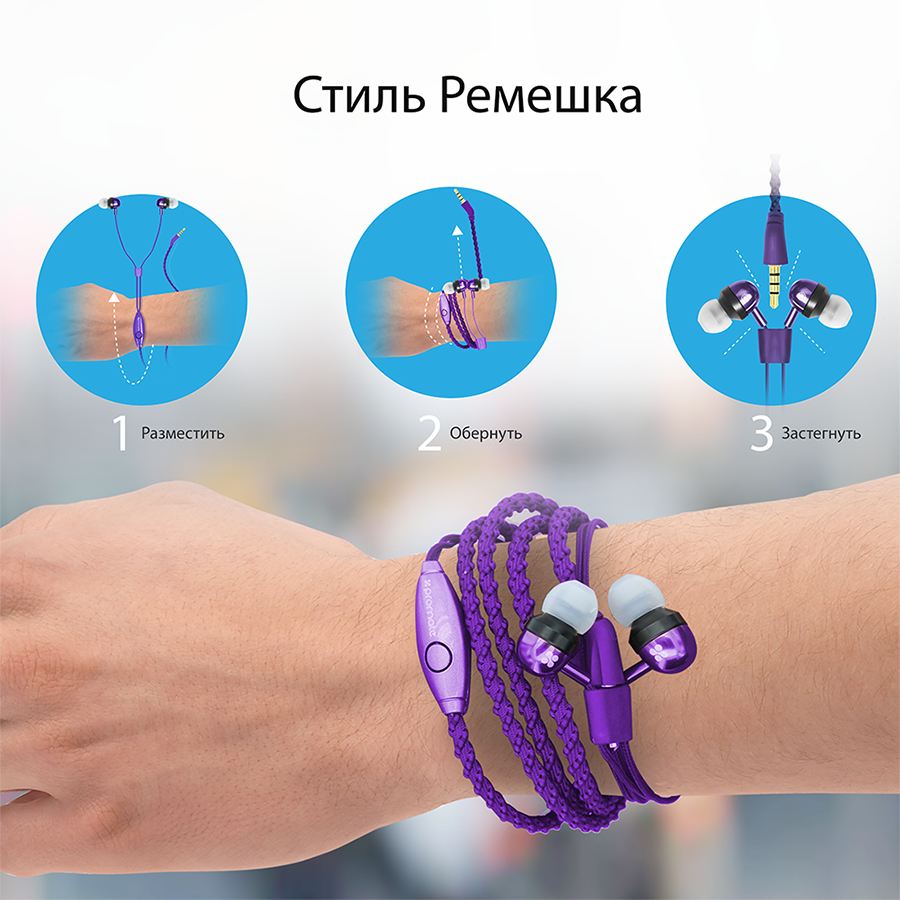 Стиль Ремешка
1 Разместить
2 Обернуть
3 Застегнуть
promate